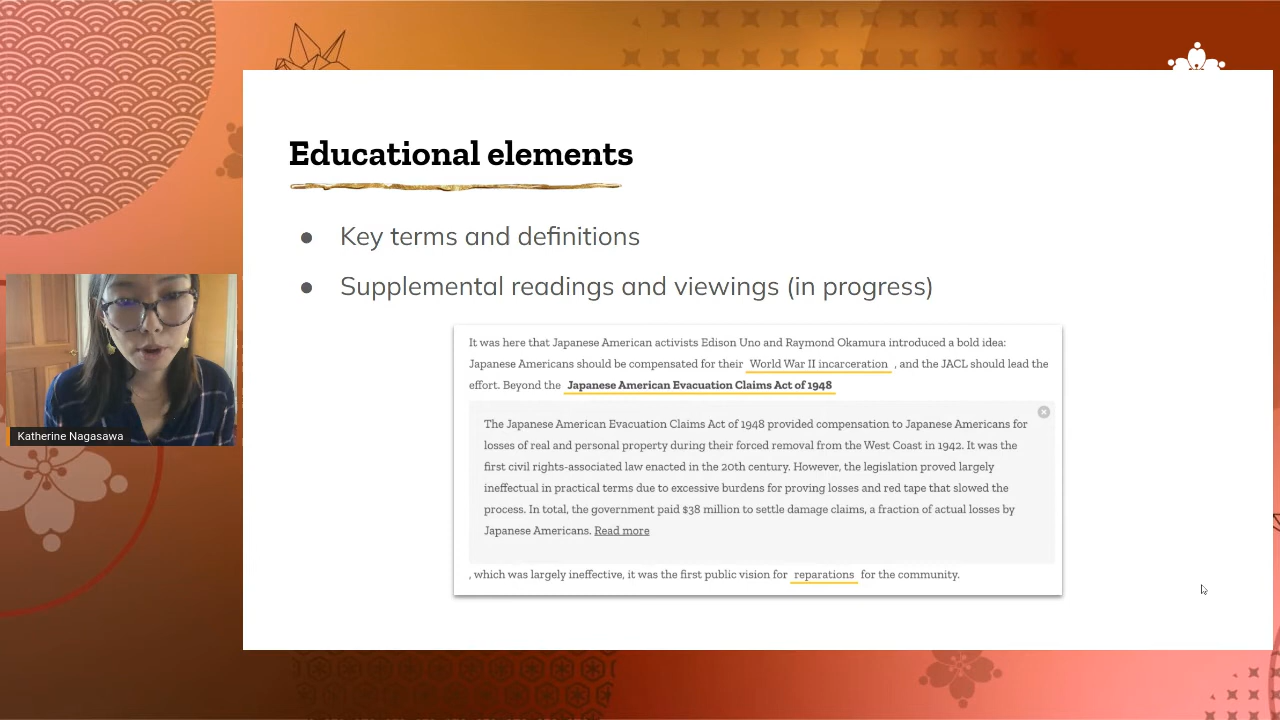 Educational elements
● Key terms and definitions
● Supplemental readings and viewings (in progress)
It was here that Japanese American activists Edison Uno and Raymond Okamura introduced a bold idea:
Japanese Americans should be compensated for their World War II incarceration , and the JACL should lead the
effort. Beyond the Japanese American Evacuation Claims Act of 1948
The Japanese American Evacuation Claims Act of 1948 provided compensation to Japanese Americans for
losses of real and personal property during their forced removal from the West Coast in 1942. It was the
first civil rights-associated law enacted in the 20th century. However, the legislation proved largely
ineffectual in practical terms due to excessive burdens for proving losses and red tape that slowed the
process. In total, the government paid $38 million to settle damage claims, a fraction of actual losses by
Japanese Americans. Read more
, which was largely ineffective, it was the first public vision for reparations for the community.
Katherine Nagasawa